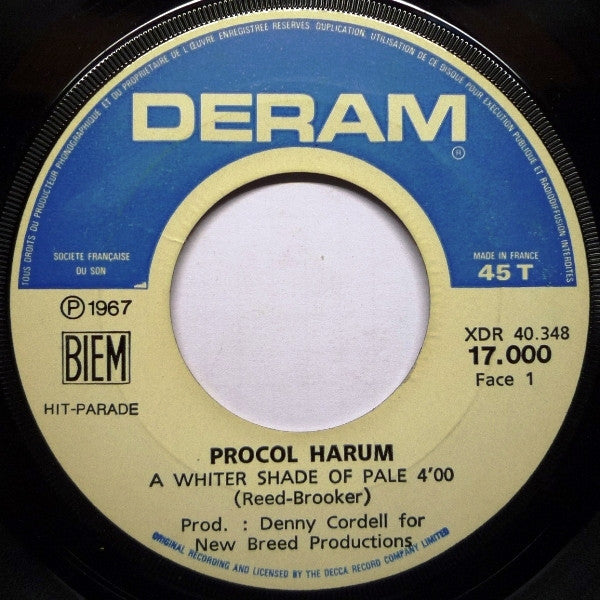 TOUS DROITS DU PRODUCTEUR PHONOGRAPHIQUE ET DU PROPRIETAIRE DE L'ŒUVRE ENREGISTREE RESERVES. DUPLICATION, UTILISATION DE CE DISQUE POUR EXECUTION PUBLIQUE ET RADIODIFFUSION INTERDITES
DERAM
®
SOCIETE FRANÇAISE
DU SON
MADE IN FRANCE
45 T
Ⓟ 1967
BIEM
HIT-PARADE
XDR 40.348
17.000
Face 1
PROCOL HARUM
A WHITER SHADE OF PALE 4'00
(Reed-Brooker)
Prod. : Denny Cordell for
New Breed Productions
ORIGINAL RECORDING AND LICENSED BY THE DECCA RECORD COMPANY LIMITED